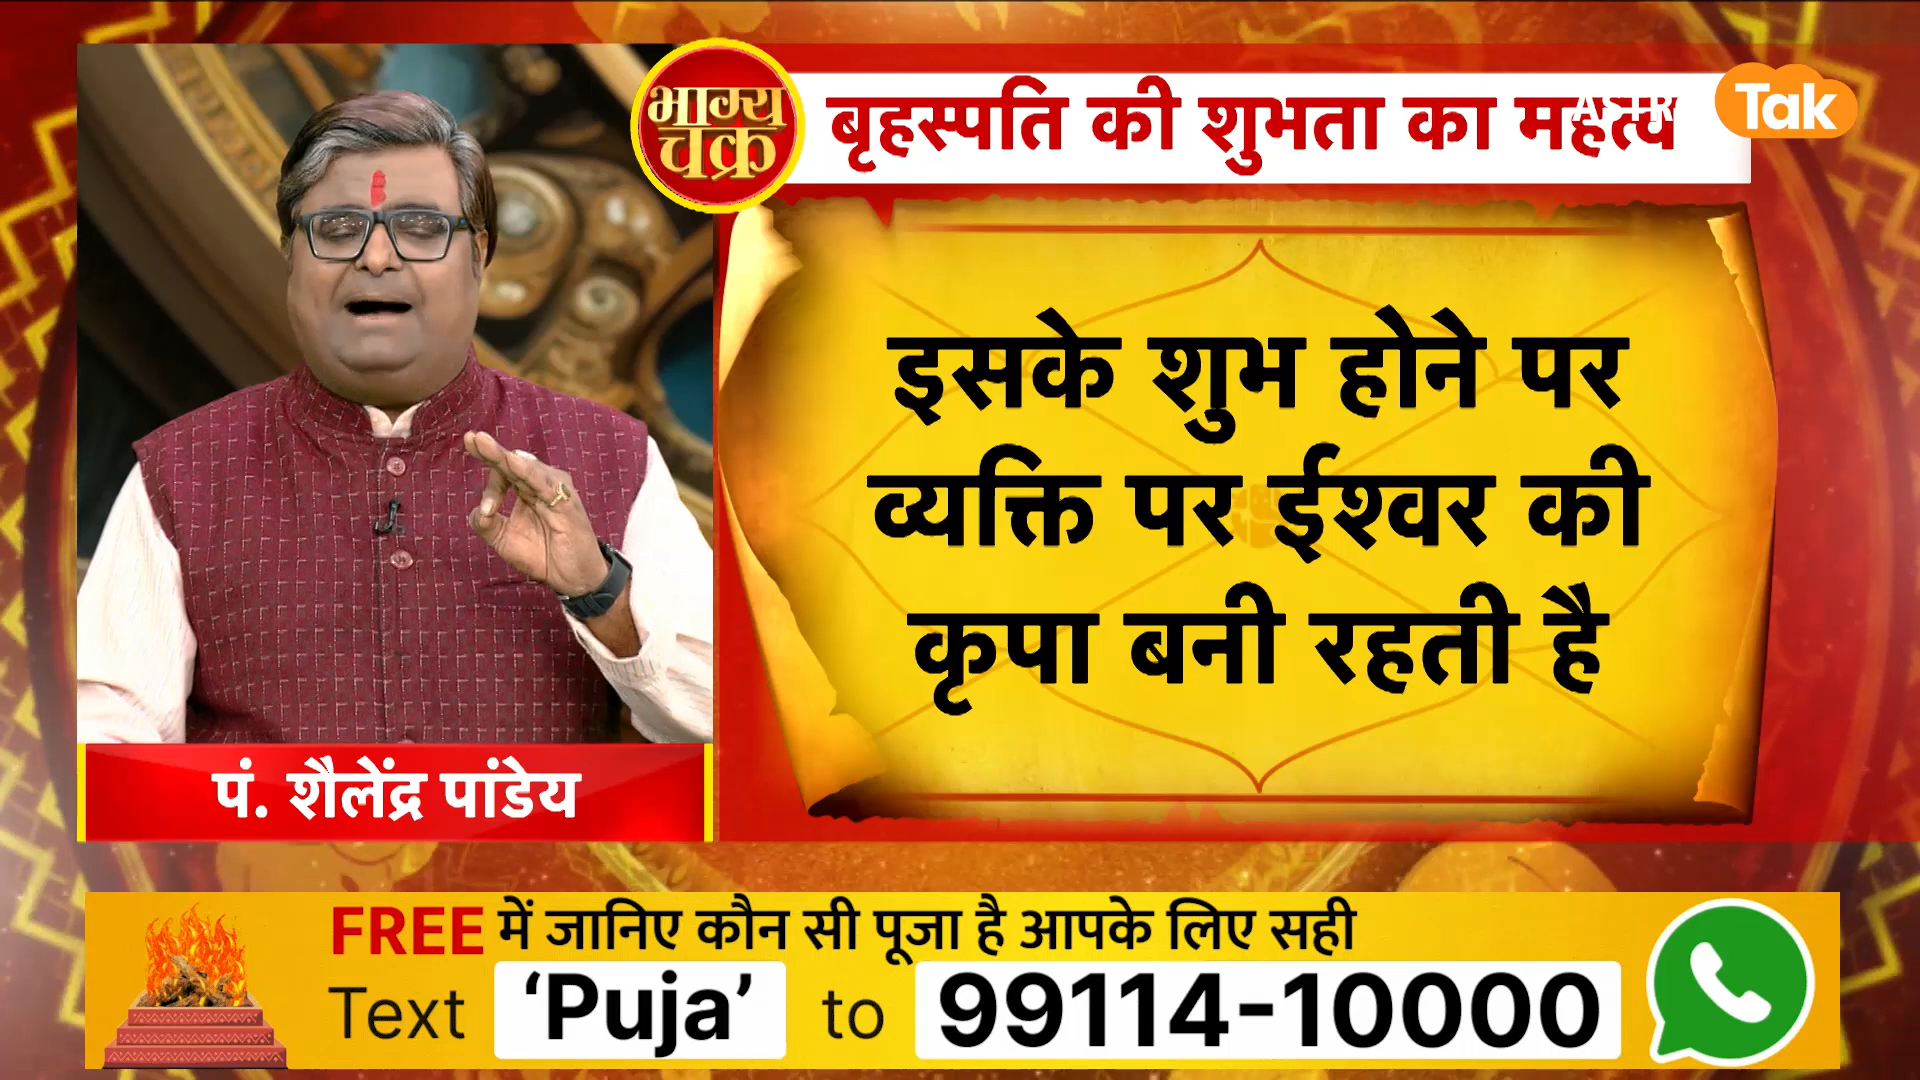 भाग्य
चक्र
बृहस्पति की शुभता का महत्व
ASTRO Tak
इसके शुभ होने पर
व्यक्ति पर ईश्वर की
कृपा बनी रहती है
पं. शैलेंद्र पांडेय
FREE में जानिए कौन सी पूजा है आपके लिए सही
Text ‘Puja’ to 99114-10000